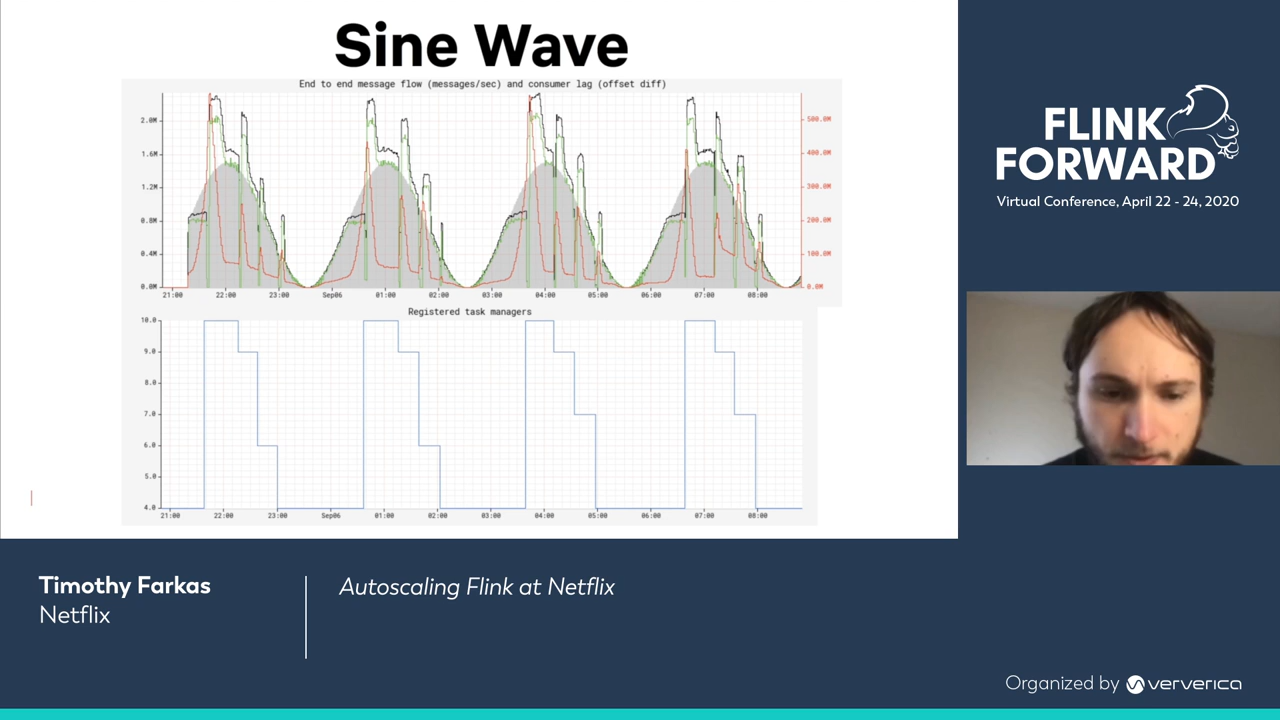 Sine Wave
End to end message flow (messages/sec) and consumer lag (offset diff)
2.0M
1.6M
1.2M
0.8M
0.4M
0.0M
500.0M
400.0M
300.0M
200.0M
100.0M
0.0M
21:00 22:00 23:00 Sep06 01:00 02:00 03:00 04:00 05:00 06:00 07:00 08:00
Registered task managers
10.0
9.0
8.0
7.0
6.0
5.0
4.0
21:00 22:00 23:00 Sep06 01:00 02:00 03:00 04:00 05:00 06:00 07:00 08:00
FLINK
FORWARD
Virtual Conference, April 22 - 24, 2020
Timothy Farkas
Netflix
Autoscaling Flink at Netflix
Organized by ververica